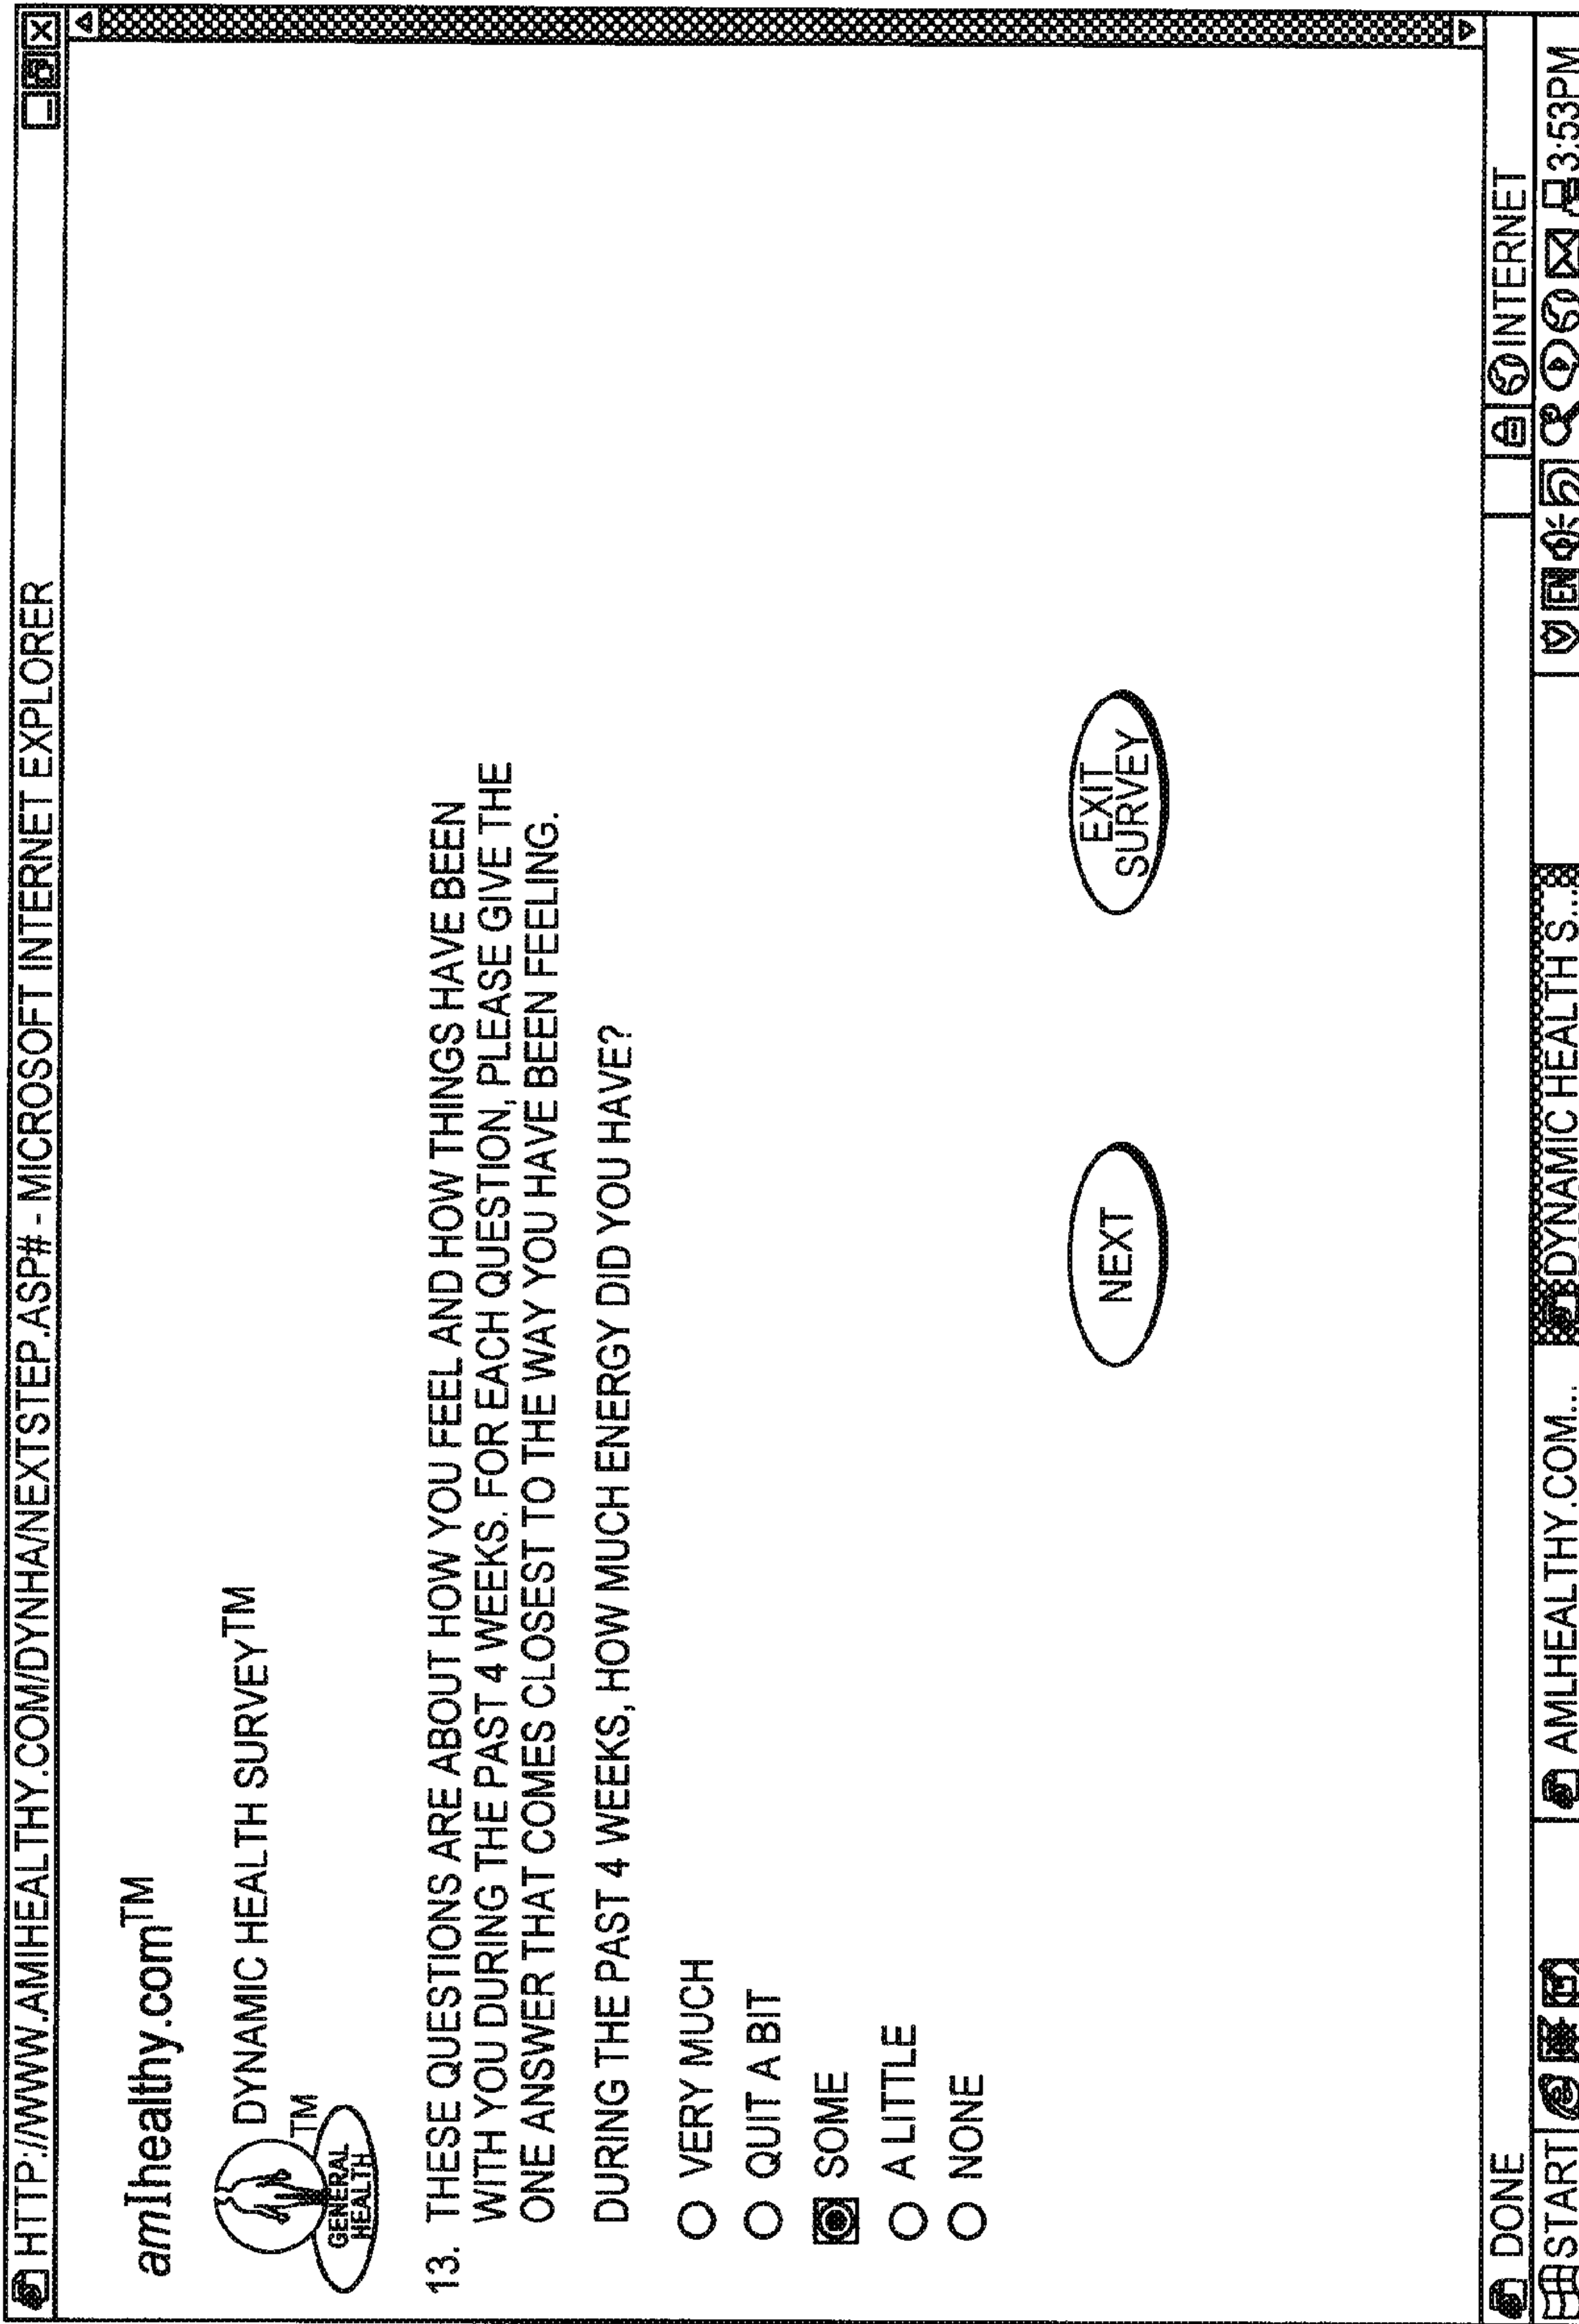 HTTP://WWW.AMIHEALTHY.COM/DYNHA/NEXTSTEP.ASP# - MICROSOFT INTERNET EXPLORER
amIhealthy.com™
DYNAMIC HEALTH SURVEY™
TM
GENERAL
HEALTH
13. THESE QUESTIONS ARE ABOUT HOW YOU FEEL AND HOW THINGS HAVE BEEN
WITH YOU DURING THE PAST 4 WEEKS. FOR EACH QUESTION, PLEASE GIVE THE
ONE ANSWER THAT COMES CLOSEST TO THE WAY YOU HAVE BEEN FEELING.
DURING THE PAST 4 WEEKS, HOW MUCH ENERGY DID YOU HAVE?
VERY MUCH
QUIT A BIT
SOME
A LITTLE
NONE
NEXT
EXIT
SURVEY
DONE
INTERNET
START
AMLHEALTHY.COM...
DYNAMIC HEALTH S...
EN
3:53PM